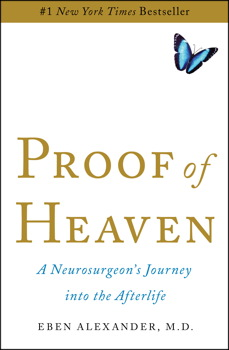 #1 New York Times Bestseller
PROOF of
HEAVEN
A Neurosurgeon's Journey
into the Afterlife
EBEN ALEXANDER, M.D.